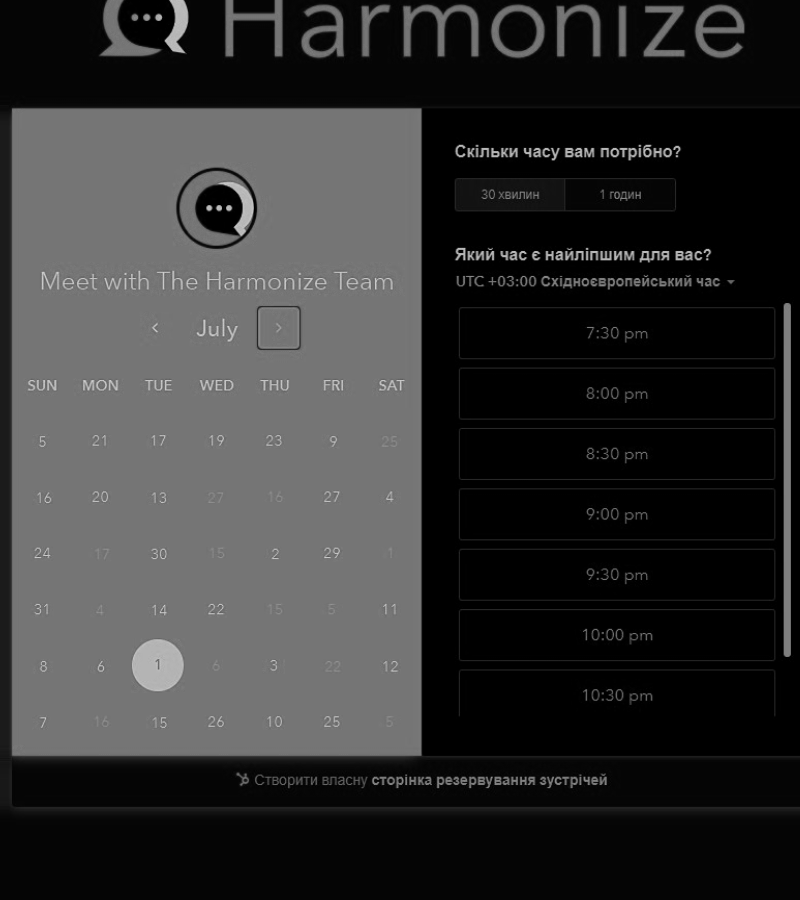 Harmonize
Meet with The Harmonize Team
July
SUN MON TUE WED THU FRI SAT
5 21 17 19 23 9 25
16 20 13 27 16 27 4
24 17 30 15 2 29 1
31 4 14 22 15 5 11
8 6 1 6 3 22 12
7 16 15 26 10 25 5
Скільки часу вам потрібно?
30 хвилин 1 годин
Який час є найліпшим для вас?
UTC +03:00 Східноєвропейський час
7:30 pm
8:00 pm
8:30 pm
9:00 pm
9:30 pm
10:00 pm
10:30 pm
Створити власну сторінка резервування зустрічей